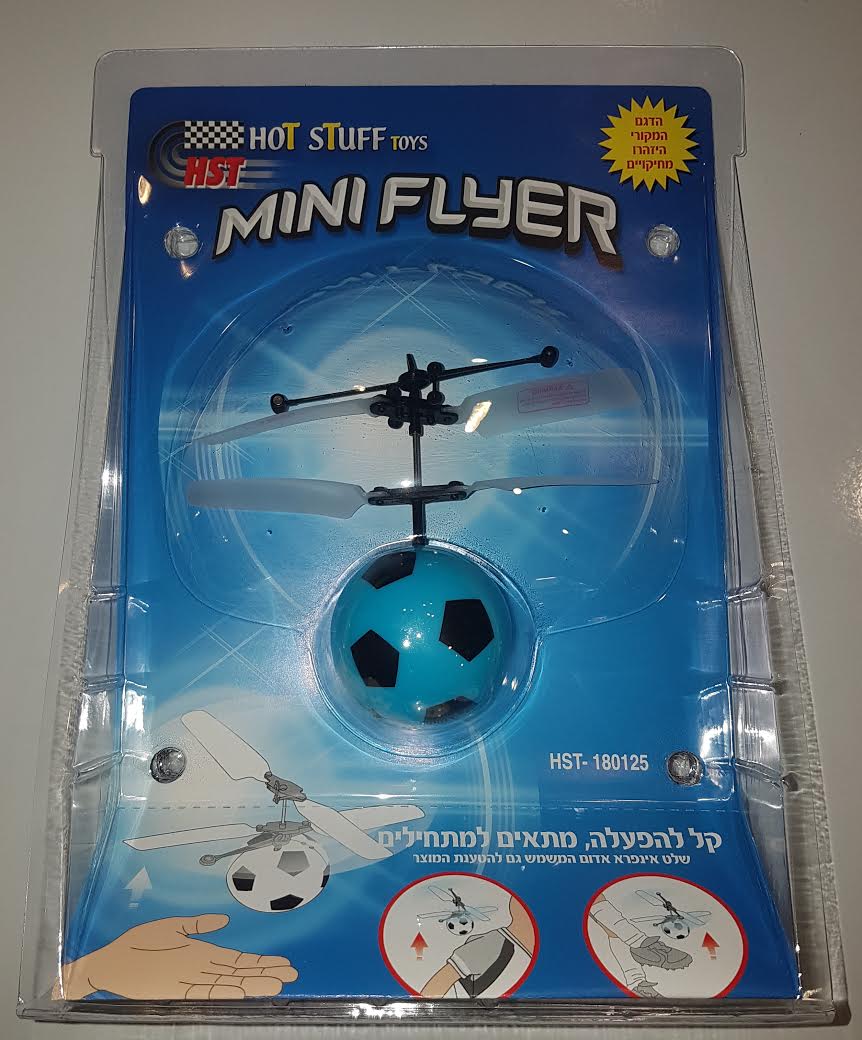 HOT STUFF TOYS
HST
MINI FLYER
הדגם
המקורי
היזהרו
מחיקויים
HST- 180125
קל להפעלה, מתאים למתחילים
שלט אינפרא אדום המשמש גם להטענת המוצר